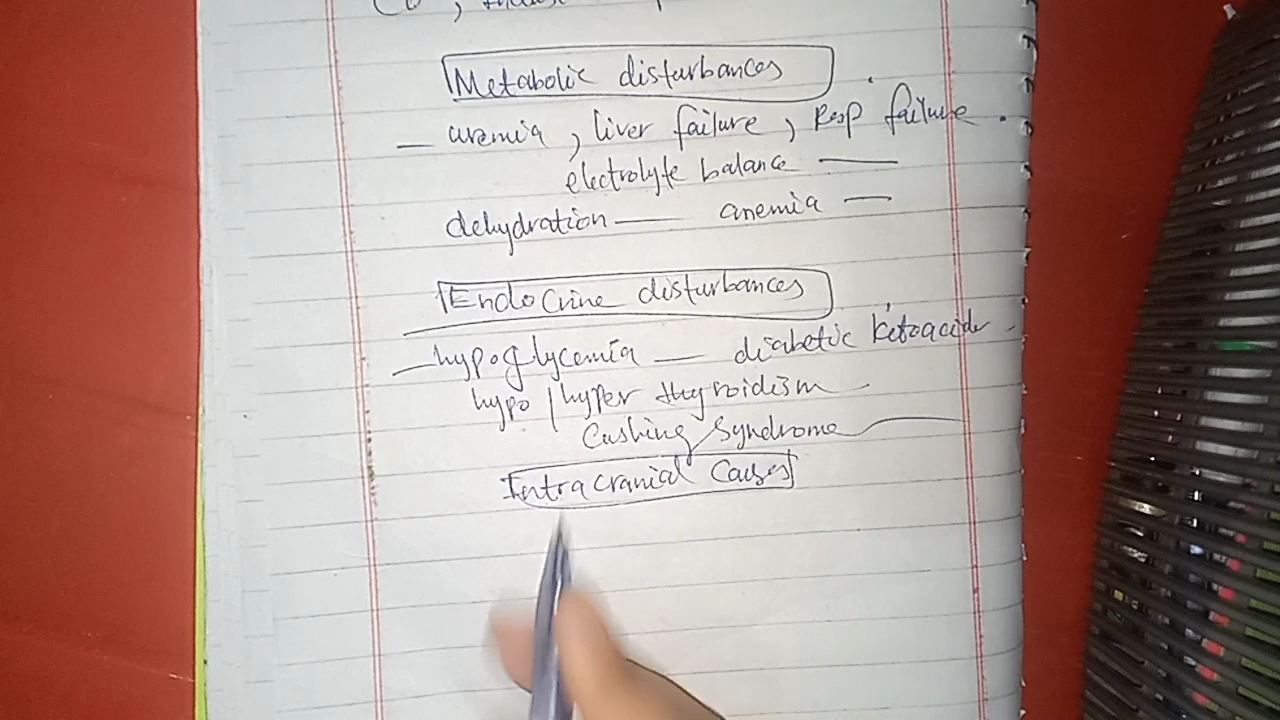 Metabolic disturbances
uremia, liver failure, Resp failure.
electrolyte balance
dehydration — anemia —
Endocrine disturbances
hypoglycemia — diabetic
hypo / hyper thyroidism
Cushing Syndrome
Intracranial Causes